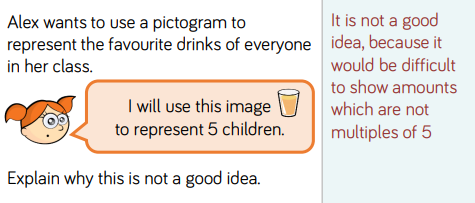 Alex wants to use a pictogram to
represent the favourite drinks of everyone
in her class.
I will use this image
to represent 5 children.
Explain why this is not a good idea.
It is not a good
idea, because it
would be difficult
to show amounts
which are not
multiples of 5